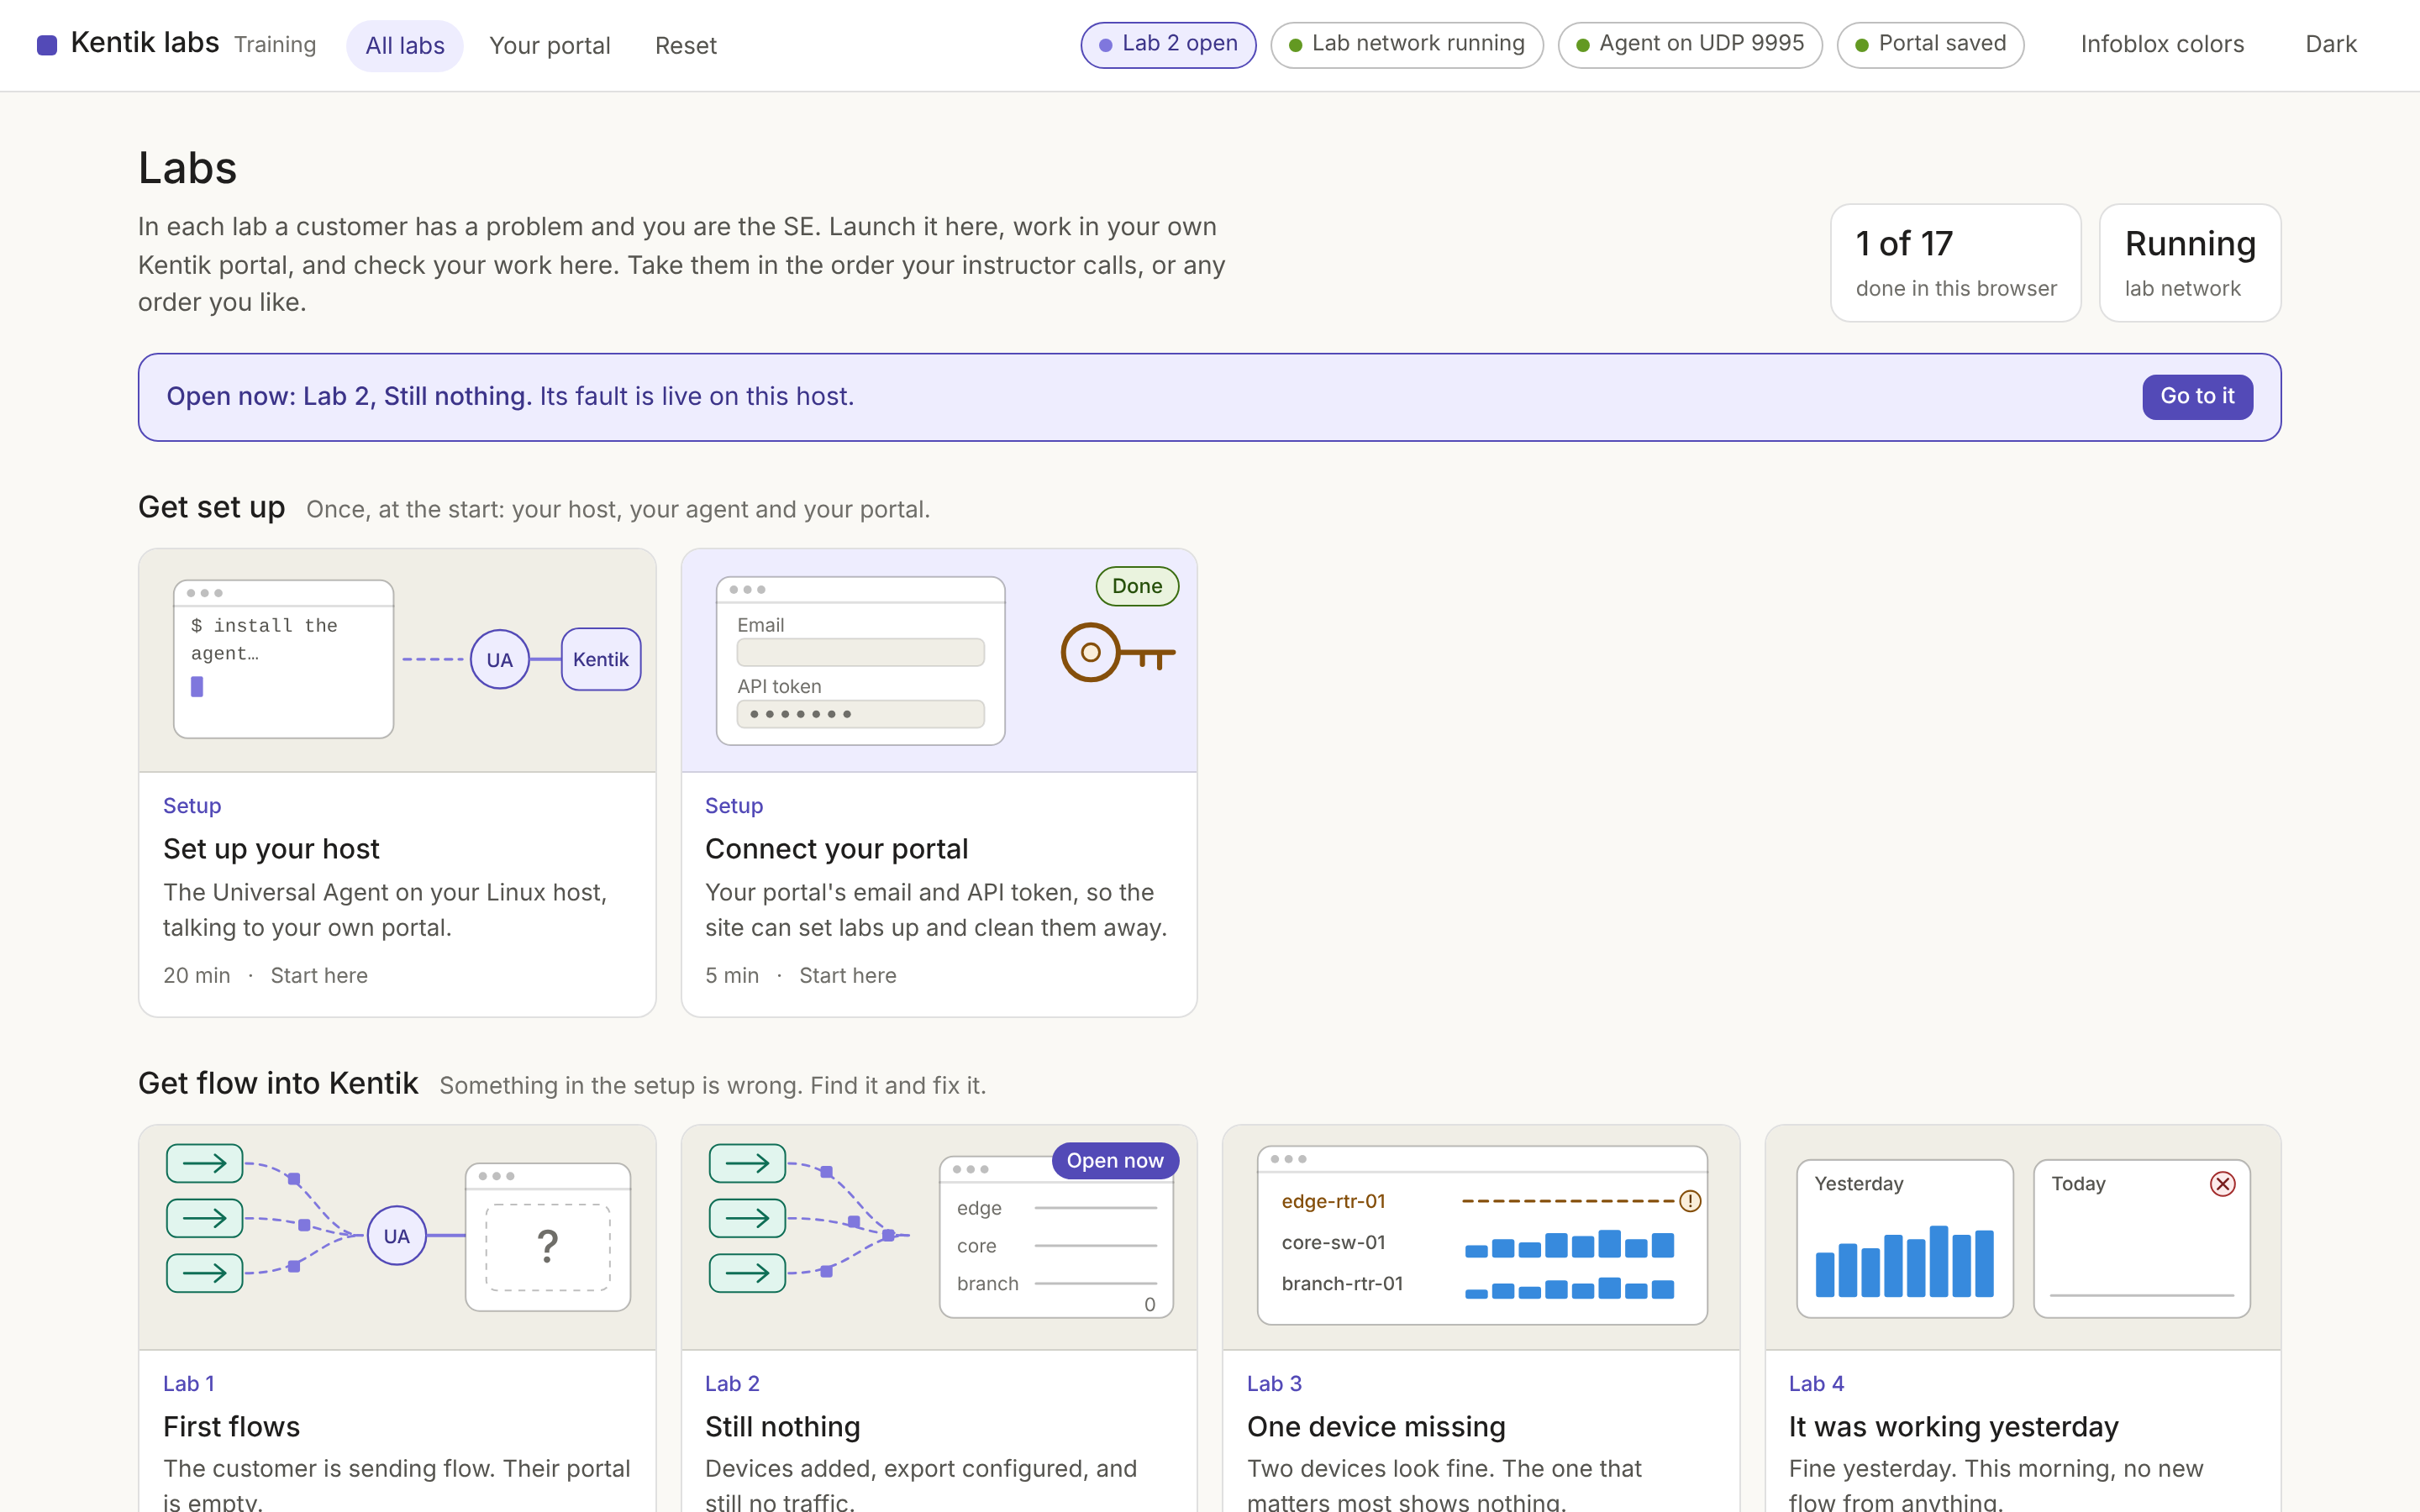 Kentik labs Training All labs Your portal Reset Lab 2 open Lab network running Agent on UDP 9995 Portal saved Infoblox colors Dark
Labs
In each lab a customer has a problem and you are the SE. Launch it here, work in your own
Kentik portal, and check your work here. Take them in the order your instructor calls, or any
order you like.
1 of 17
done in this browser
Running
lab network
Open now: Lab 2, Still nothing. Its fault is live on this host.
Go to it
Get set up Once, at the start: your host, your agent and your portal.
$ install the
agent…
UA
Kentik
Setup
Set up your host
The Universal Agent on your Linux host,
talking to your own portal.
20 min · Start here
Done
Email
API token
Setup
Connect your portal
Your portal's email and API token, so the
site can set labs up and clean them away.
5 min · Start here
Get flow into Kentik Something in the setup is wrong. Find it and fix it.
UA
?
Lab 1
First flows
The customer is sending flow. Their portal
is empty.
Open now
edge
core
branch
0
Lab 2
Still nothing
Devices added, export configured, and
still no traffic.
edge-rtr-01
!
core-sw-01
branch-rtr-01
Lab 3
One device missing
Two devices look fine. The one that
matters most shows nothing.
Yesterday
Today
Lab 4
It was working yesterday
Fine yesterday. This morning, no new
flow from anything.